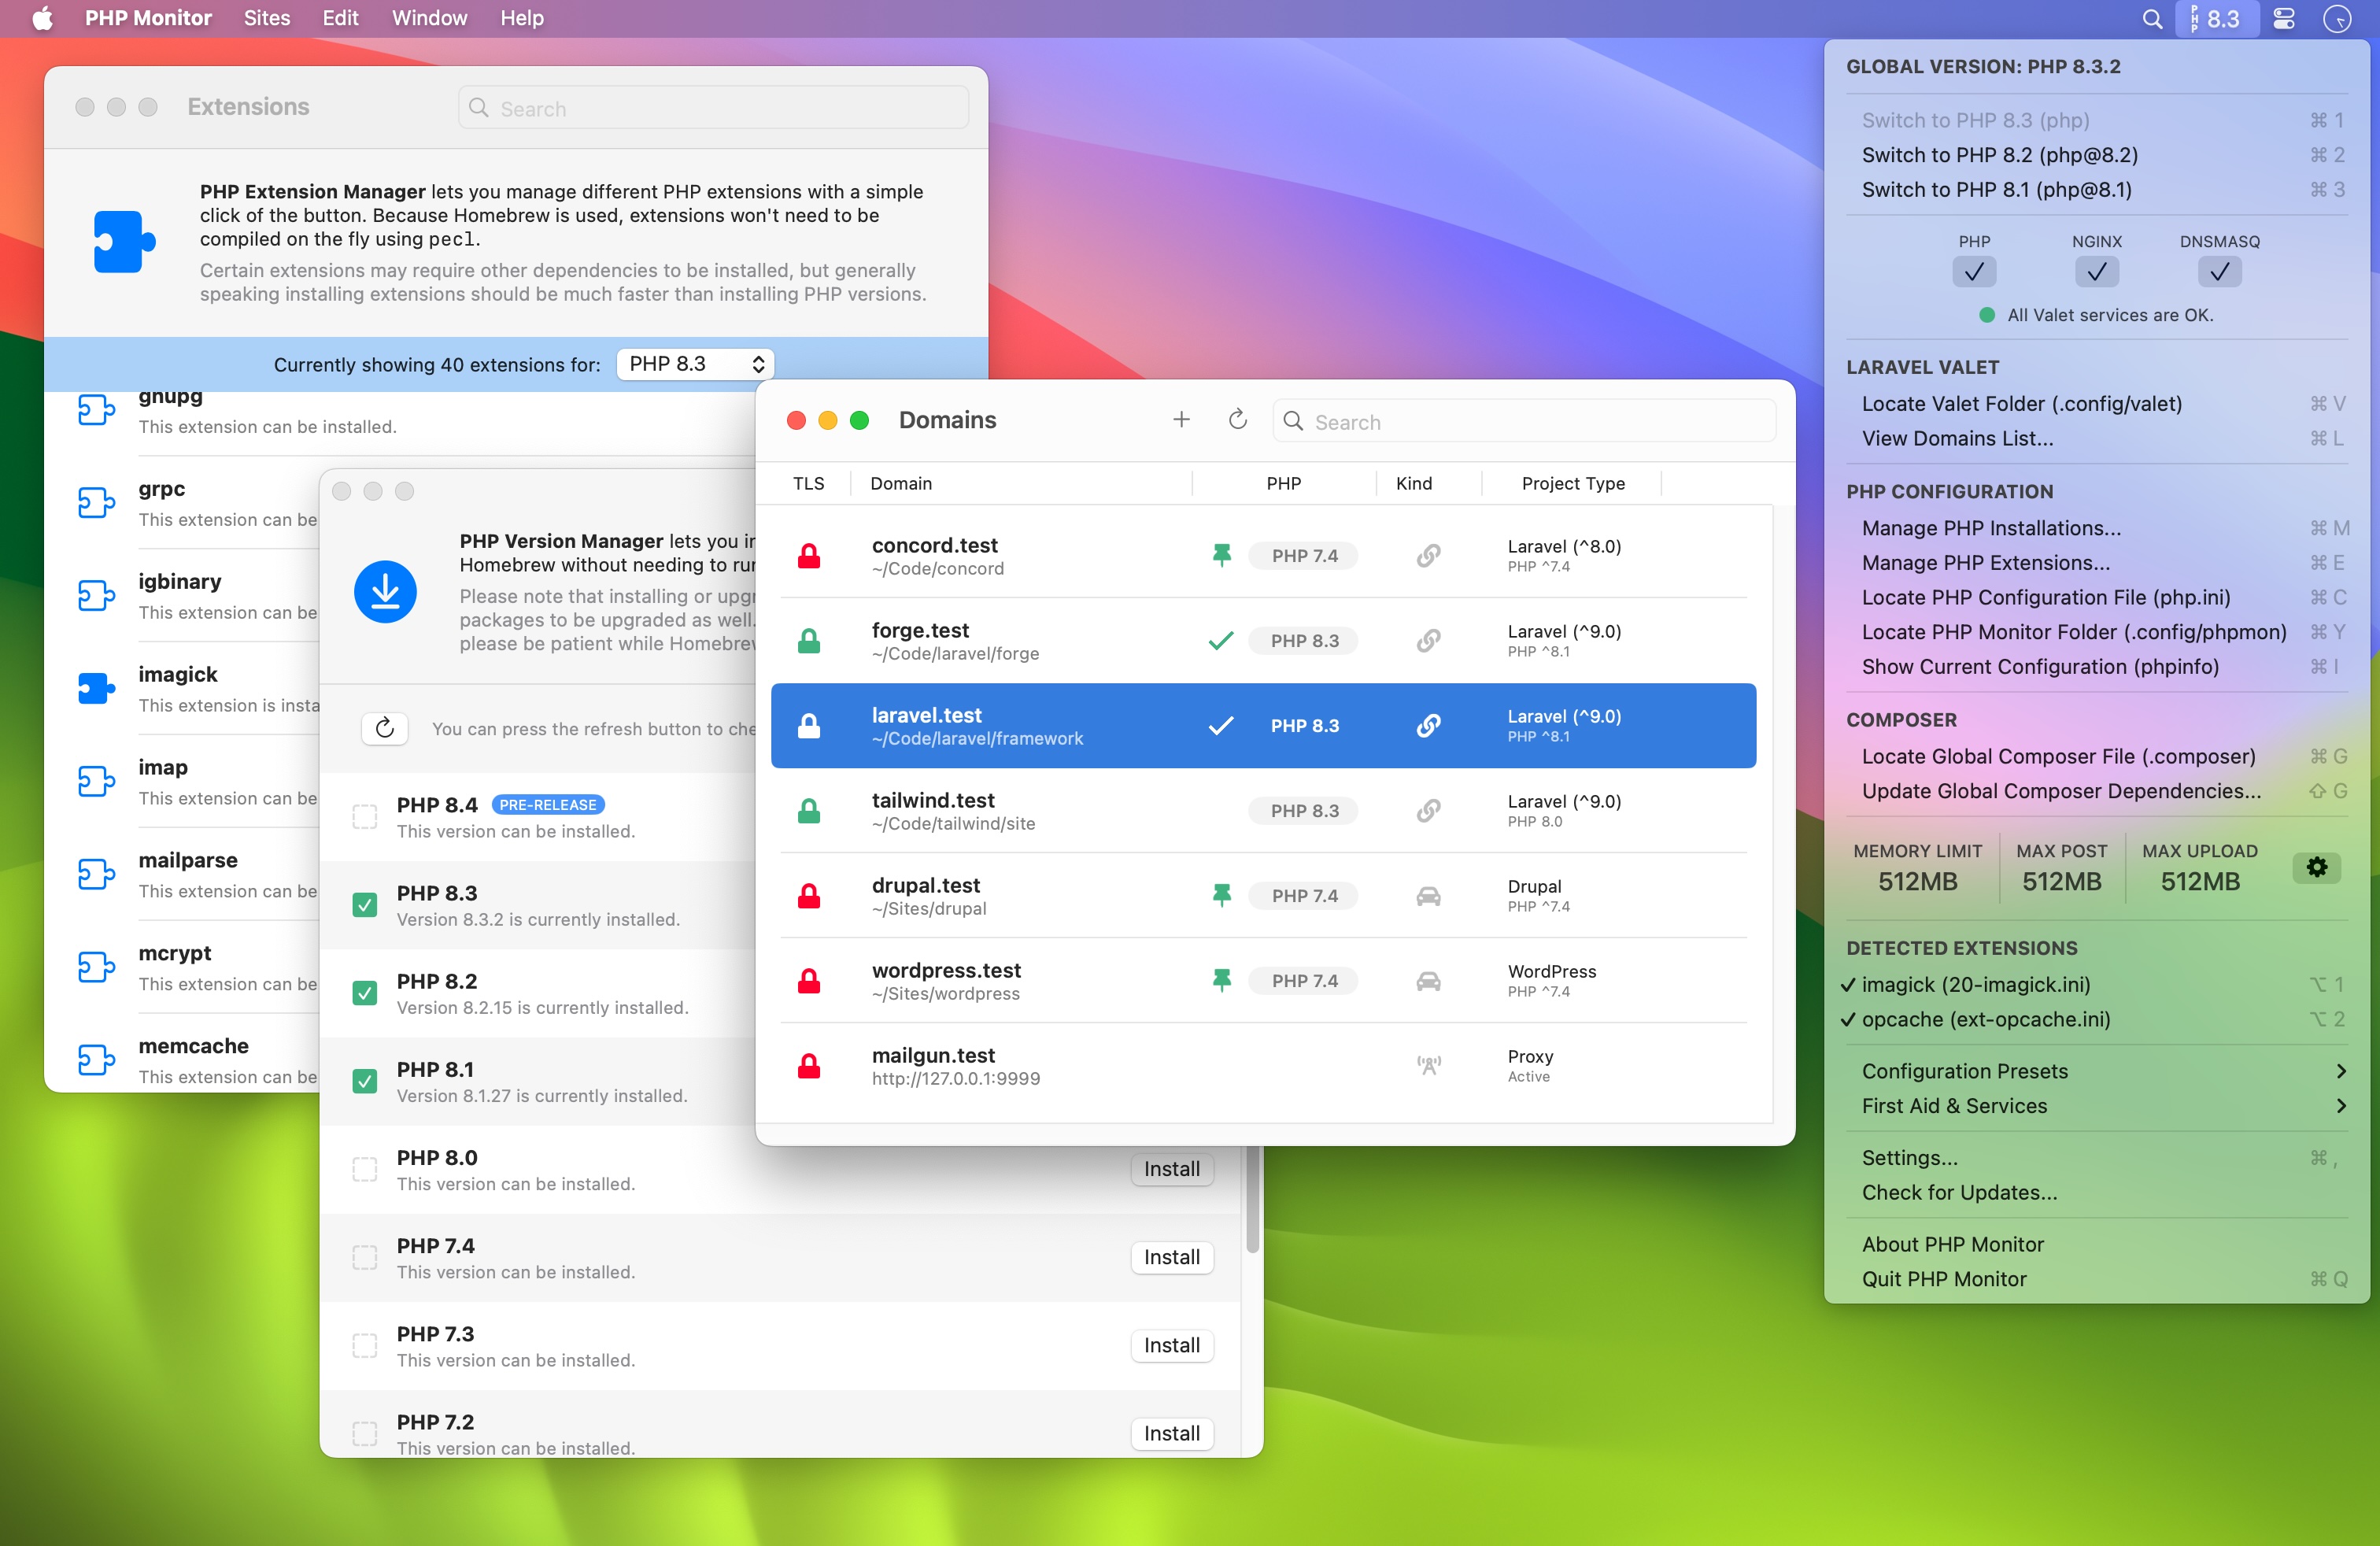 PHP Monitor Sites Edit Window Help
PHP 8.3
Extensions
Search
PHP Extension Manager lets you manage different PHP extensions with a simple
click of the button. Because Homebrew is used, extensions won't need to be
compiled on the fly using pecl.
Certain extensions may require other dependencies to be installed, but generally
speaking installing extensions should be much faster than installing PHP versions.
Currently showing 40 extensions for: PHP 8.3
gnupg
This extension can be installed.
grpc
This extension can be
igbinary
This extension can be
imagick
This extension is insta
imap
This extension can be
mailparse
This extension can be
mcrypt
This extension can be
memcache
This extension can be
PHP Version Manager lets you in
Homebrew without needing to rur
Please note that installing or upgr
packages to be upgraded as well.
please be patient while Homebrew
You can press the refresh button to che
PHP 8.4 PRE-RELEASE
This version can be installed.
PHP 8.3
Version 8.3.2 is currently installed.
PHP 8.2
Version 8.2.15 is currently installed.
PHP 8.1
Version 8.1.27 is currently installed.
PHP 8.0
This version can be installed.
Install
PHP 7.4
This version can be installed.
Install
PHP 7.3
This version can be installed.
Install
PHP 7.2
This version can be installed.
Install
Domains
Search
TLS Domain PHP Kind Project Type
concord.test
~/Code/concord
PHP 7.4
Laravel (^8.0)
PHP ^7.4
forge.test
~/Code/laravel/forge
PHP 8.3
Laravel (^9.0)
PHP ^8.1
laravel.test
~/Code/laravel/framework
PHP 8.3
Laravel (^9.0)
PHP ^8.1
tailwind.test
~/Code/tailwind/site
PHP 8.3
Laravel (^9.0)
PHP 8.0
drupal.test
~/Sites/drupal
PHP 7.4
Drupal
PHP ^7.4
wordpress.test
~/Sites/wordpress
PHP 7.4
WordPress
PHP ^7.4
mailgun.test
http://127.0.0.1:9999
Proxy
Active
GLOBAL VERSION: PHP 8.3.2
Switch to PHP 8.3 (php) ⌘ 1
Switch to PHP 8.2 (php@8.2) ⌘ 2
Switch to PHP 8.1 (php@8.1) ⌘ 3
PHP NGINX DNSMASQ
All Valet services are OK.
LARAVEL VALET
Locate Valet Folder (.config/valet) ⌘ V
View Domains List... ⌘ L
PHP CONFIGURATION
Manage PHP Installations... ⌘ M
Manage PHP Extensions... ⌘ E
Locate PHP Configuration File (php.ini) ⌘ C
Locate PHP Monitor Folder (.config/phpmon) ⌘ Y
Show Current Configuration (phpinfo) ⌘ I
COMPOSER
Locate Global Composer File (.composer) ⌘ G
Update Global Composer Dependencies... ⇧ G
MEMORY LIMIT MAX POST MAX UPLOAD
512MB 512MB 512MB
DETECTED EXTENSIONS
✓ imagick (20-imagick.ini) ⌥ 1
✓ opcache (ext-opcache.ini) ⌥ 2
Configuration Presets
First Aid & Services
Settings... ⌘ ,
Check for Updates...
About PHP Monitor
Quit PHP Monitor ⌘ Q